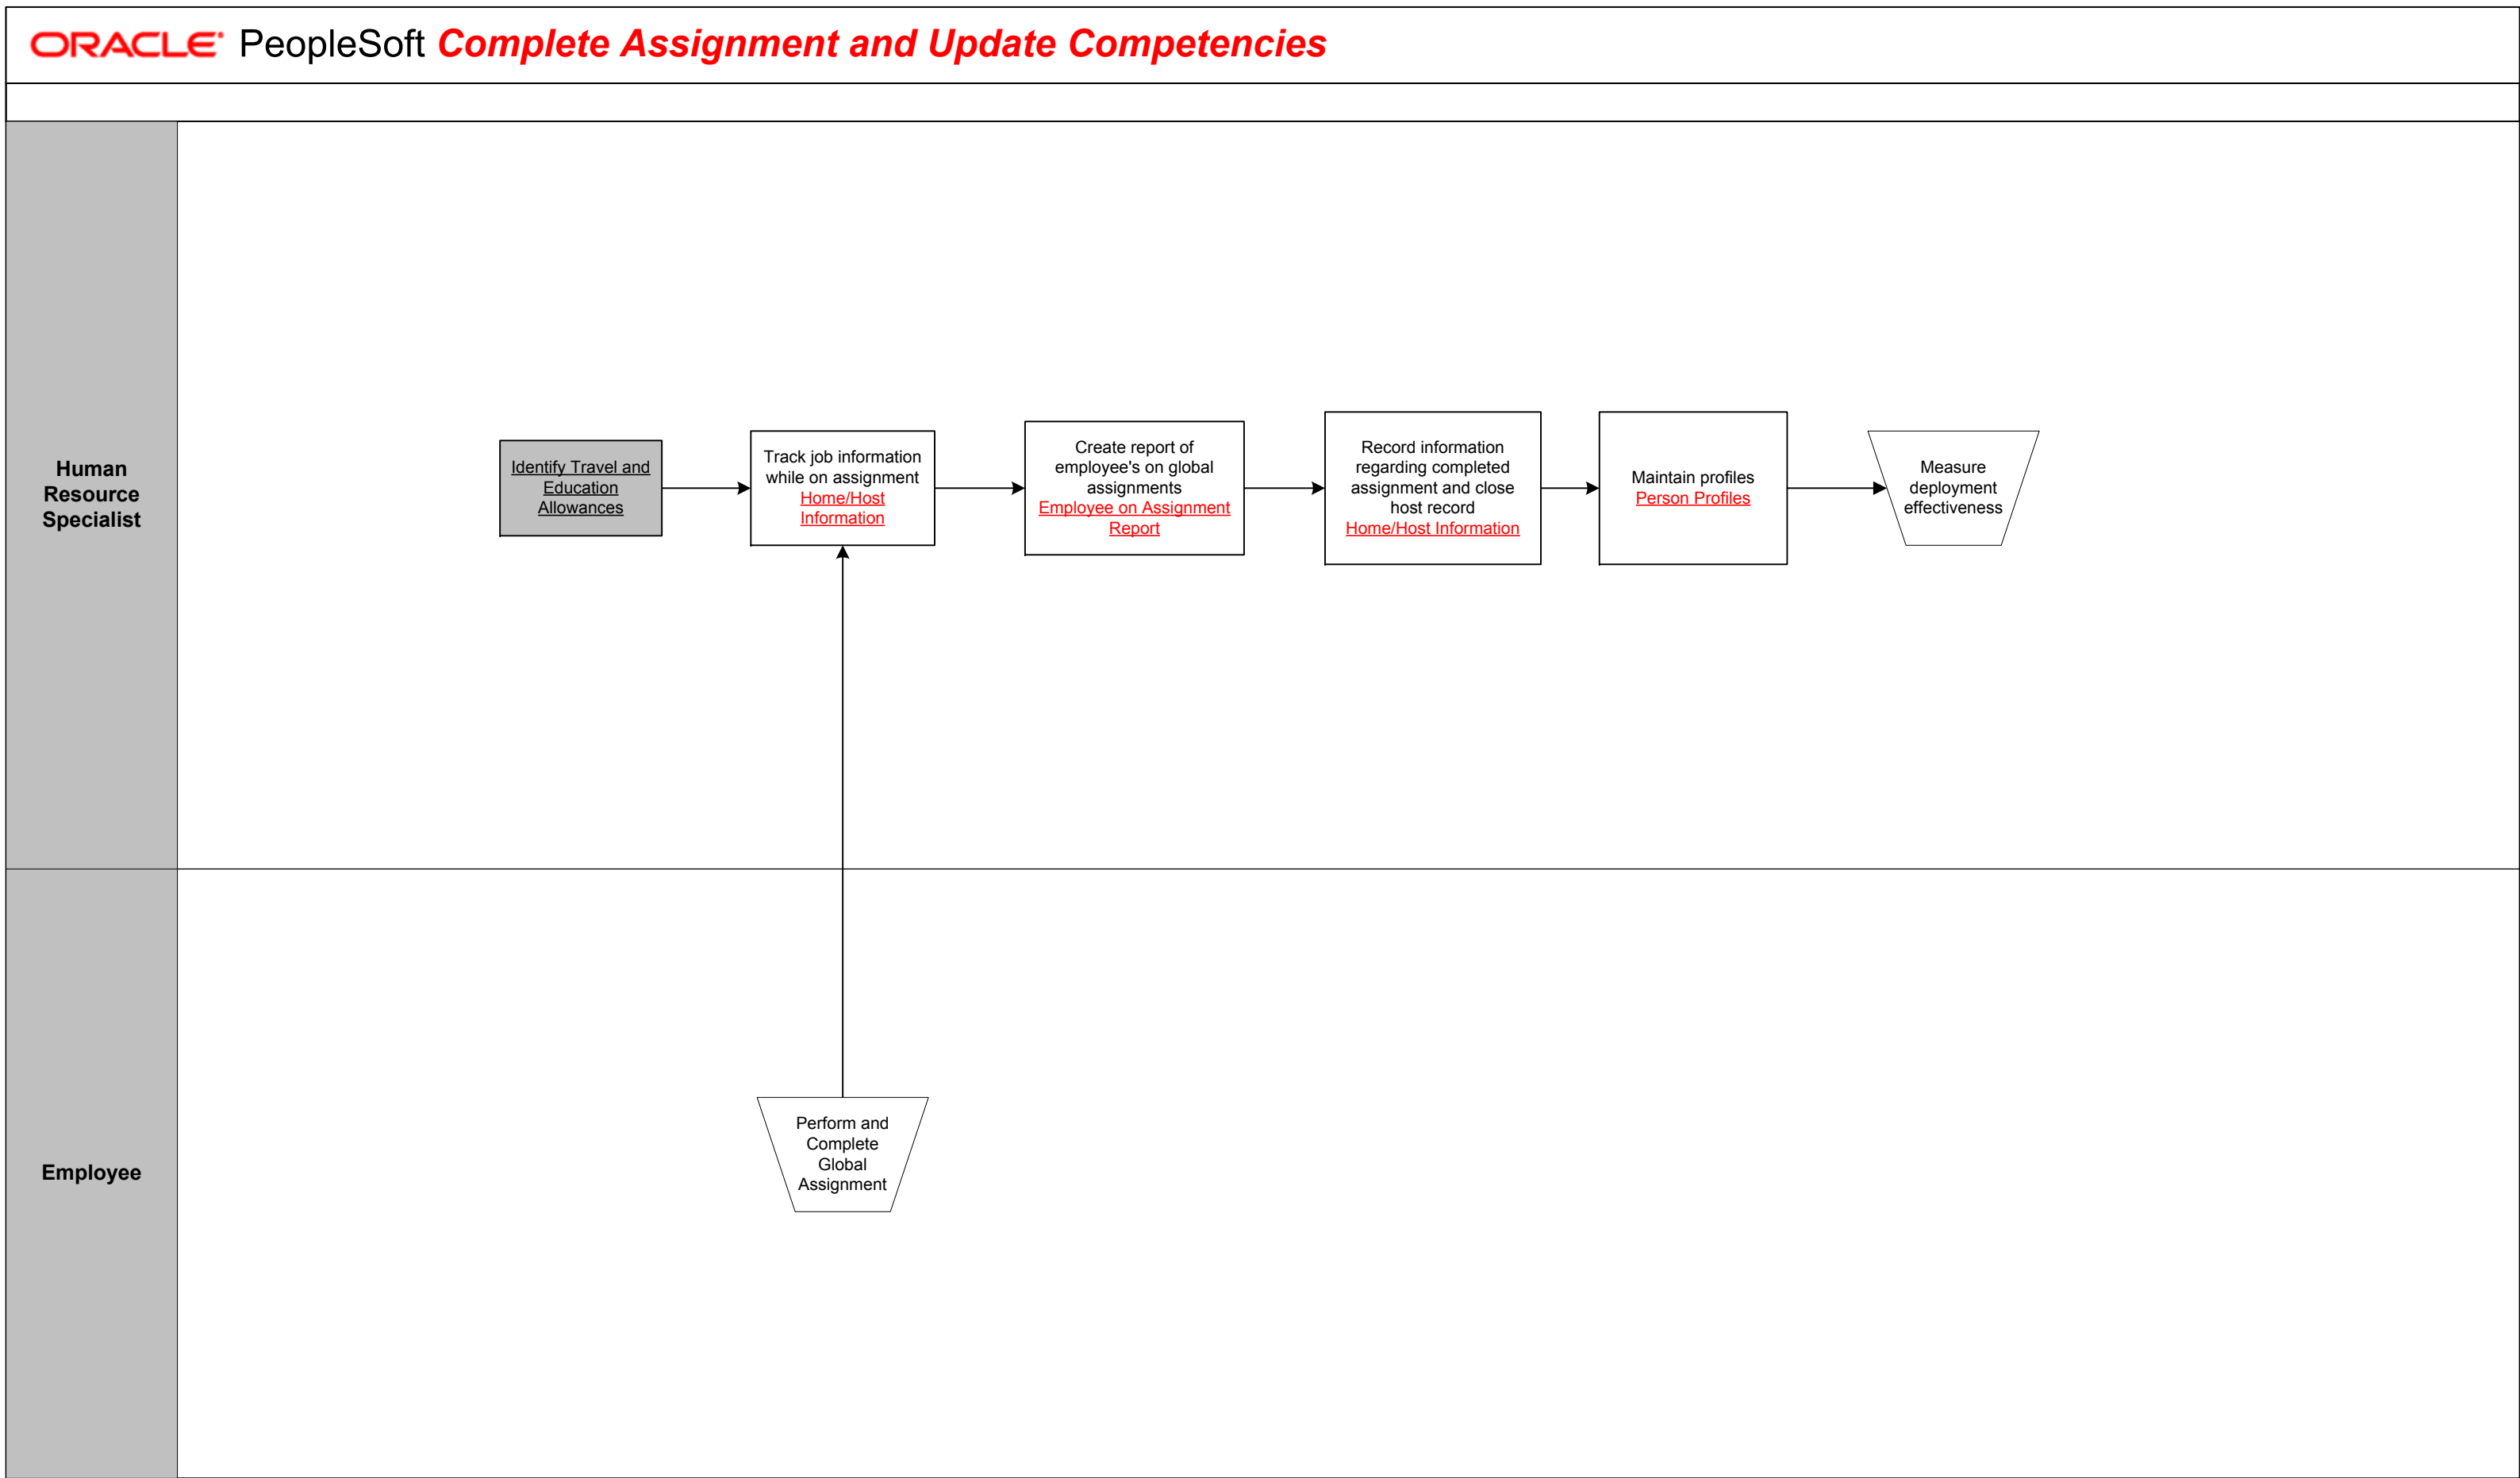 ORACLE® PeopleSoft Complete Assignment and Update Competencies
Human
Resource
Specialist
Identify Travel and
Education
Allowances
Track job information
while on assignment
Home/Host
Information
Create report of
employee's on global
assignments
Employee on Assignment
Report
Record information
regarding completed
assignment and close
host record
Home/Host Information
Maintain profiles
Person Profiles
Measure
deployment
effectiveness
Employee
Perform and
Complete
Global
Assignment